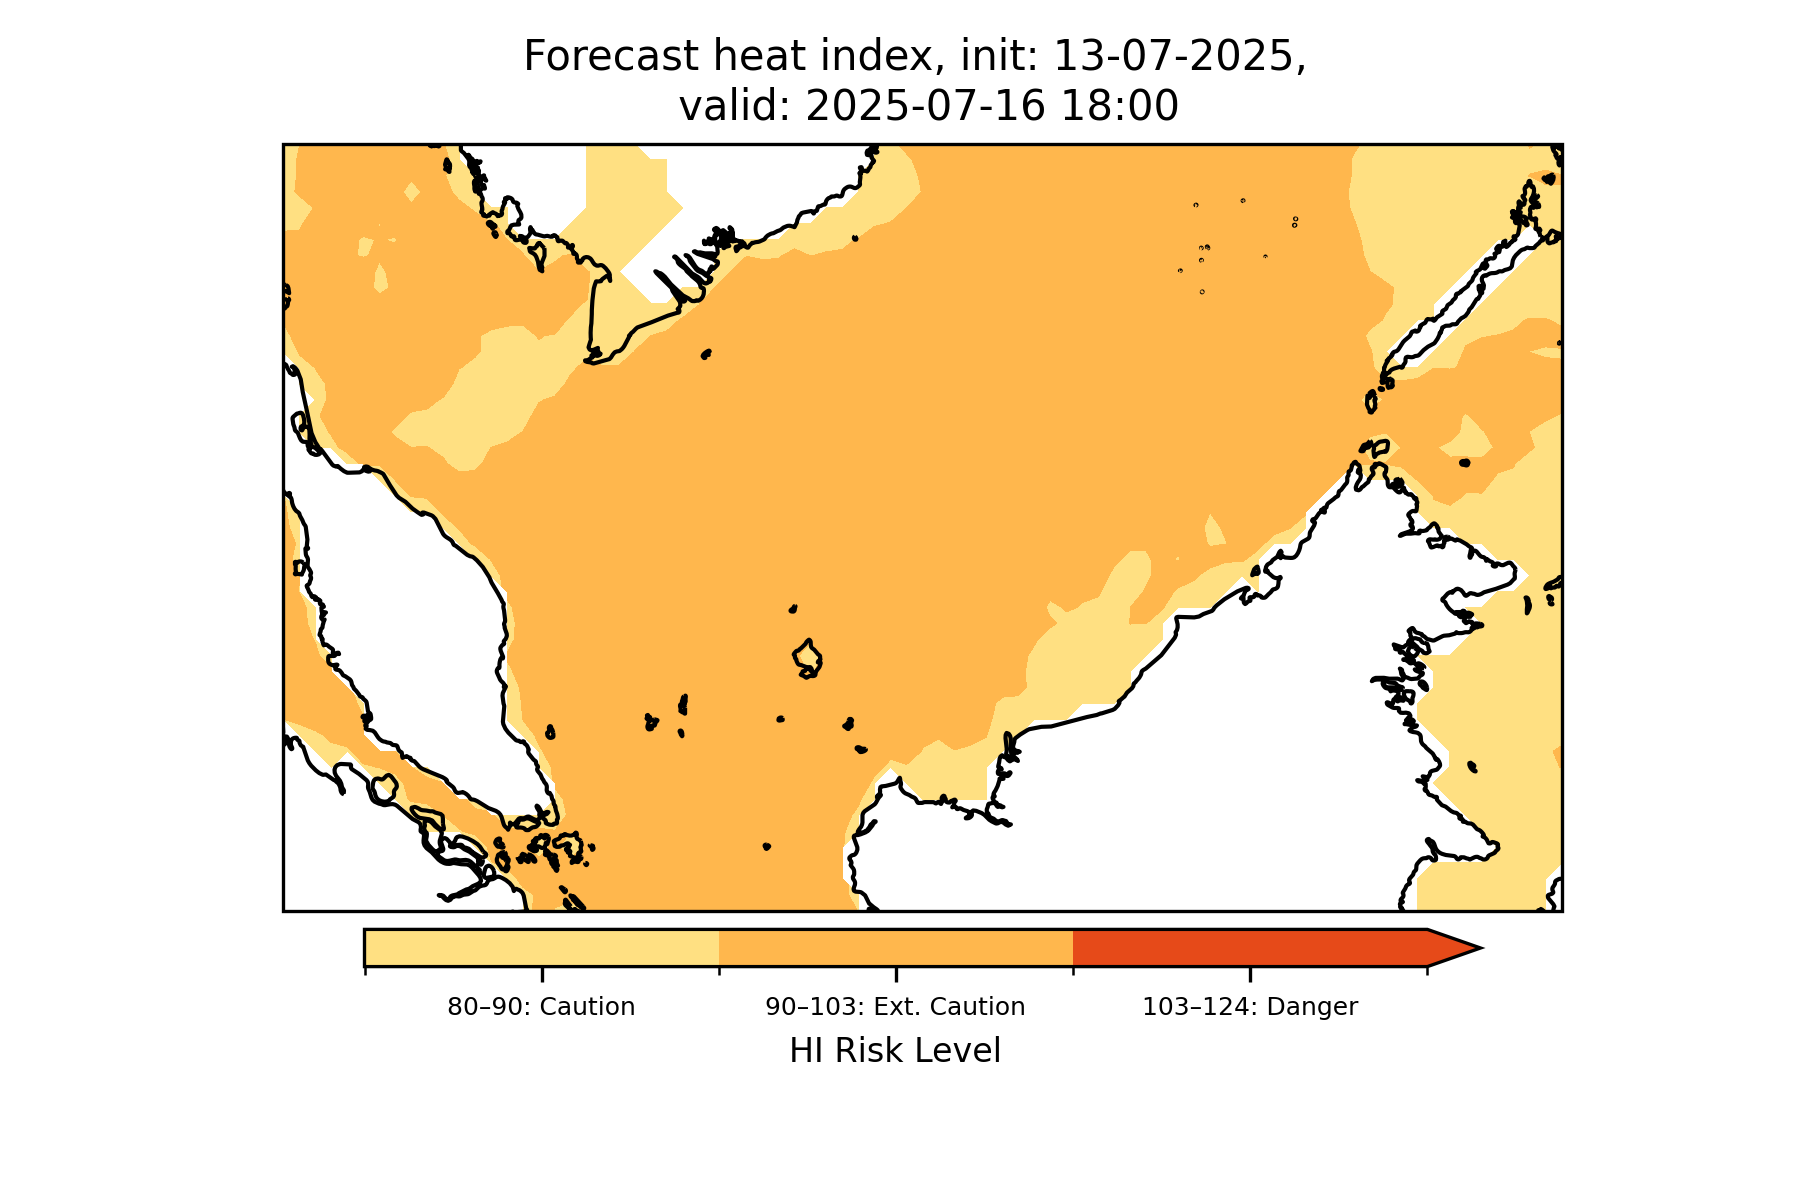 Forecast heat index, init: 13-07-2025,
valid: 2025-07-16 18:00
80–90: Caution
90–103: Ext. Caution
103–124: Danger
HI Risk Level